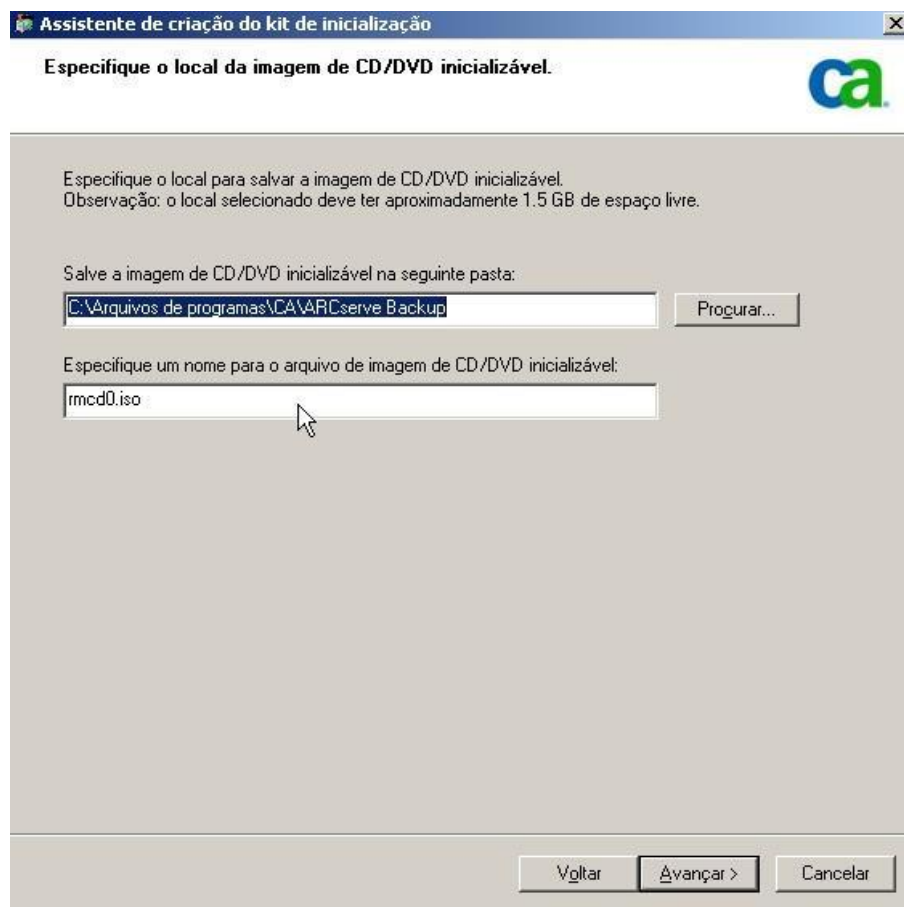 Assistente de criação do kit de inicialização
Especifique o local da imagem de CD/DVD inicializável.
ca
Especifique o local para salvar a imagem de CD/DVD inicializável.
Observação: o local selecionado deve ter aproximadamente 1.5 GB de espaço livre.
Salve a imagem de CD/DVD inicializável na seguinte pasta:
C:\Arquivos de programas\CA\ARCserve Backup
Procurar...
Especifique um nome para o arquivo de imagem de CD/DVD inicializável:
rmcd0.iso
Voltar
Avançar >
Cancelar